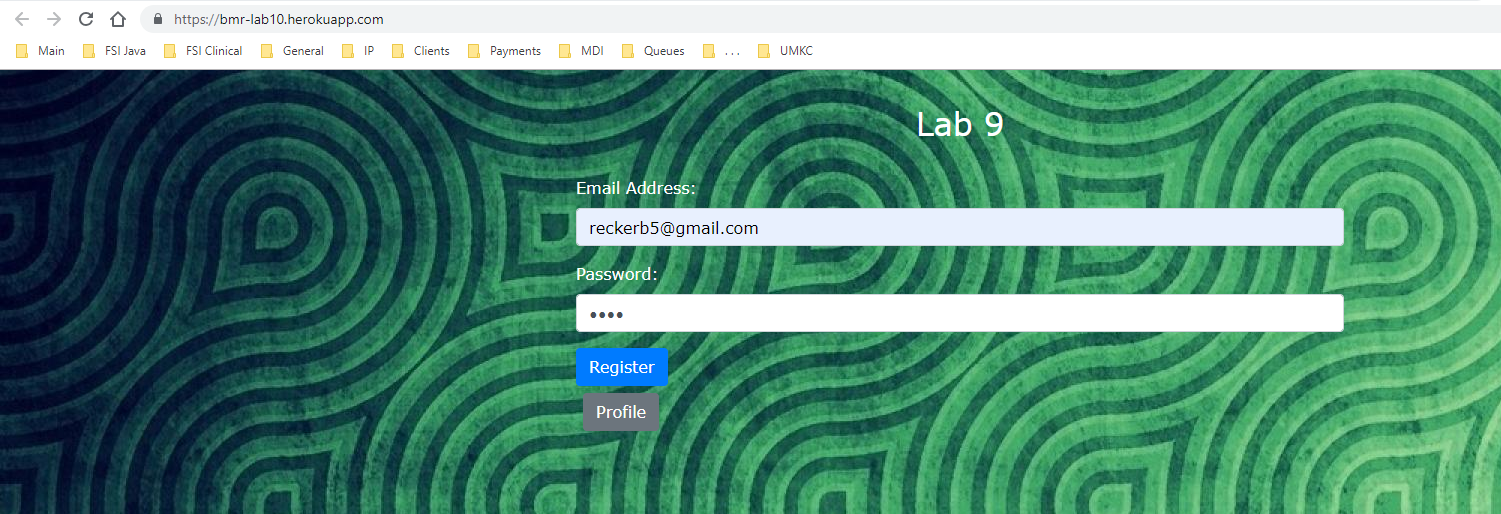 https://bmr-lab10.herokuapp.com
Main FSI Java FSI Clinical General IP Clients Payments MDI Queues . . . UMKC
Lab 9
Email Address:
reckerb5@gmail.com
Password:
••••
Register
Profile